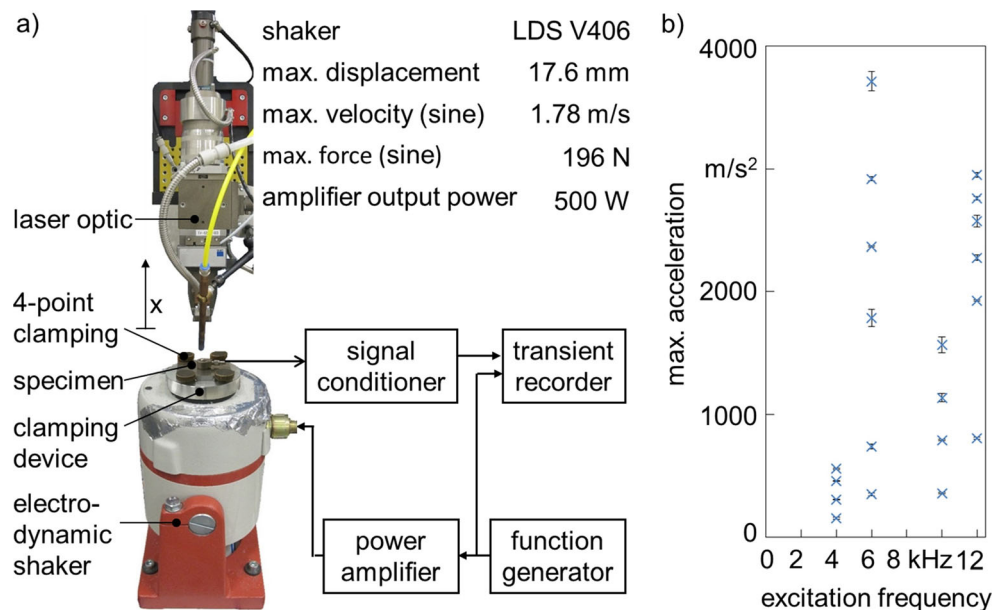 a)
shaker LDS V406
max. displacement 17.6 mm
max. velocity (sine) 1.78 m/s
max. force (sine) 196 N
amplifier output power 500 W
laser optic
x
4-point
clamping
specimen
clamping
device
electro-
dynamic
shaker
signal
conditioner
transient
recorder
power
amplifier
function
generator
b)
4000
m/s²
2000
1000
0
max. acceleration
0 2 4 6 8 kHz 12
excitation frequency